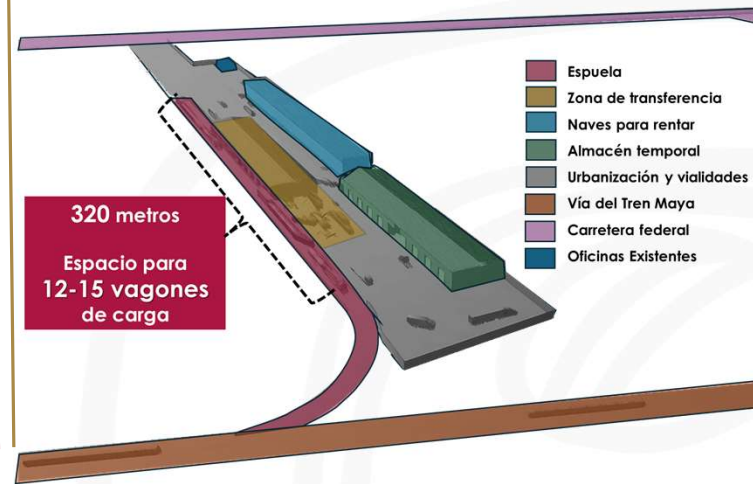 Espuela
Zona de transferencia
Naves para rentar
Almacén temporal
Urbanización y vialidades
Vía del Tren Maya
Carretera federal
Oficinas Existentes
320 metros
Espacio para
12-15 vagones
de carga